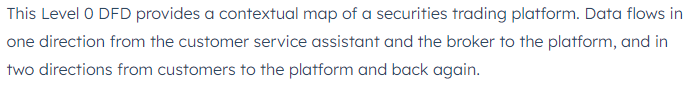 This Level 0 DFD provides a contextual map of a securities trading platform. Data flows in
one direction from the customer service assistant and the broker to the platform, and in
two directions from customers to the platform and back again.